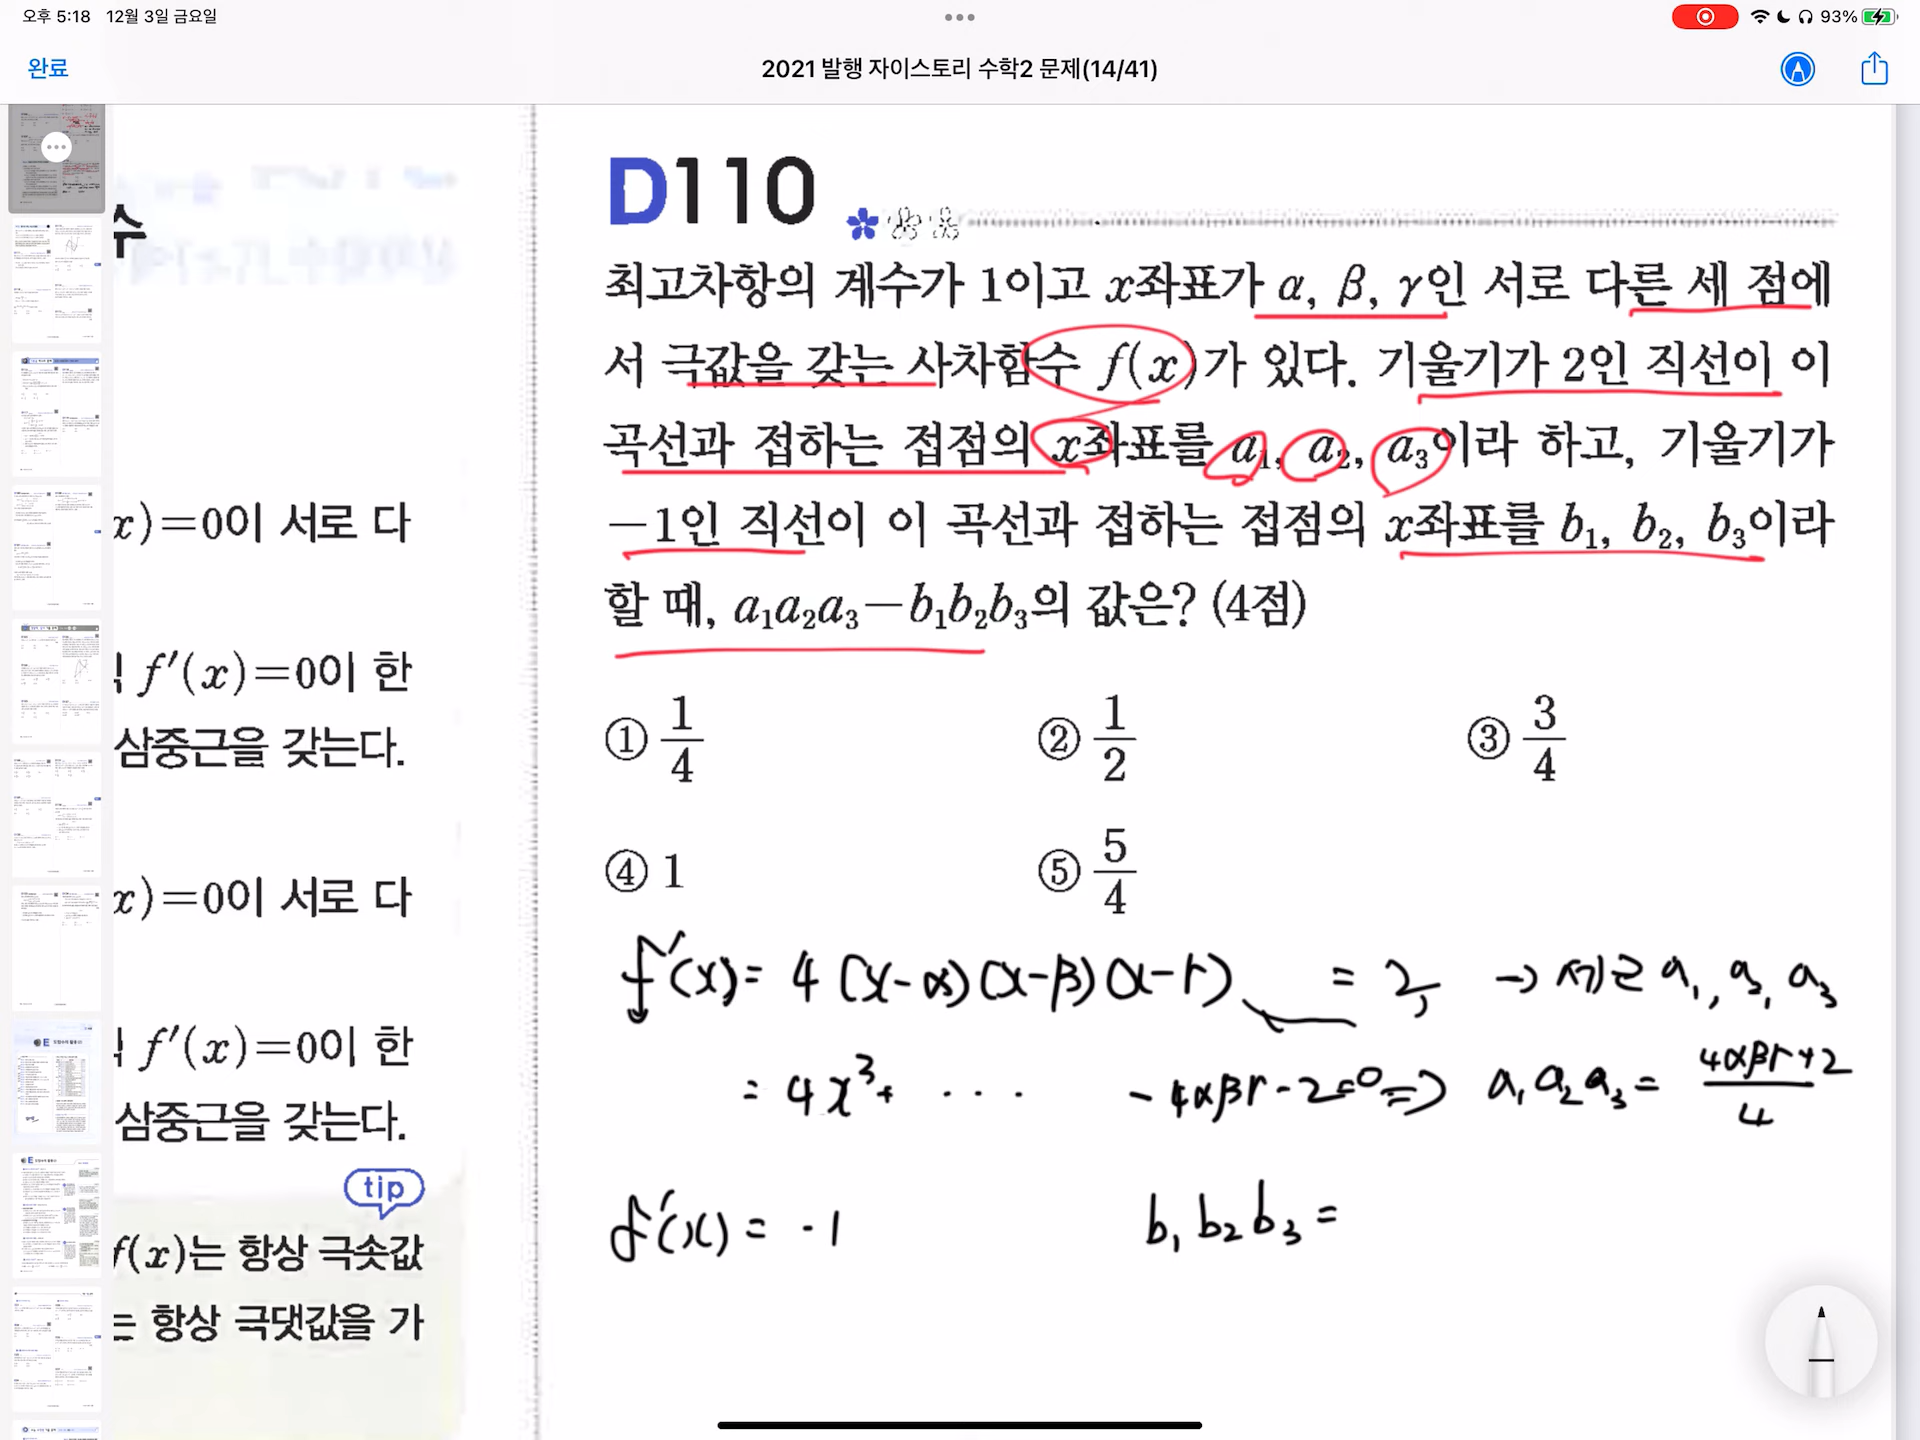 오후 5:18 12월 3일 금요일
93%
완료
2021 발행 자이스토리 수학2 문제(14/41)
수
x)=0이 서로 다
f′(x)=0이 한
삼중근을 갖는다.
x)=0이 서로 다
f′(x)=0이 한
삼중근을 갖는다.
tip
f(x)는 항상 극솟값
는 항상 극댓값을 가
D110
최고차항의 계수가 1이고 x좌표가 α, β, γ인 서로 다른 세 점에
서 극값을 갖는 사차함수 f(x)가 있다. 기울기가 2인 직선이 이
곡선과 접하는 접점의 x좌표를 a₁, a₂, a₃이라 하고, 기울기가
−1인 직선이 이 곡선과 접하는 접점의 x좌표를 b₁, b₂, b₃이라
할 때, a₁a₂a₃−b₁b₂b₃의 값은? (4점)
① 1/4 ② 1/2 ③ 3/4
④ 1 ⑤ 5/4
f′(x)= 4(x-α)(x-β)(x-r) = 2, → 세근 a₁, a₂, a₃
= 4x³+ ··· -4αβr-2=0 ⇒ a₁a₂a₃= (4αβr+2)/4
f′(x)= -1 b₁b₂b₃=